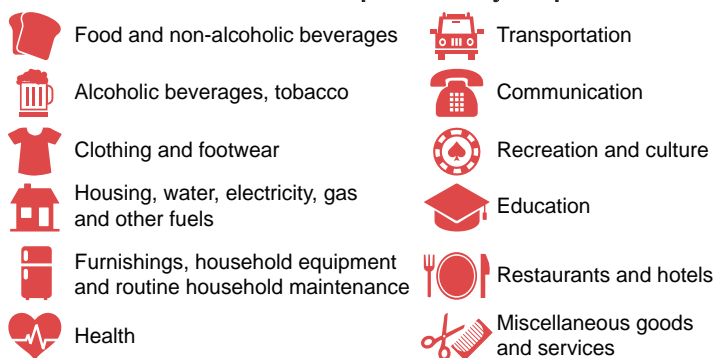 Food and non-alcoholic beverages
Alcoholic beverages, tobacco
Clothing and footwear
Housing, water, electricity, gas
and other fuels
Furnishings, household equipment
and routine household maintenance
Health
Transportation
Communication
Recreation and culture
Education
Restaurants and hotels
Miscellaneous goods
and services